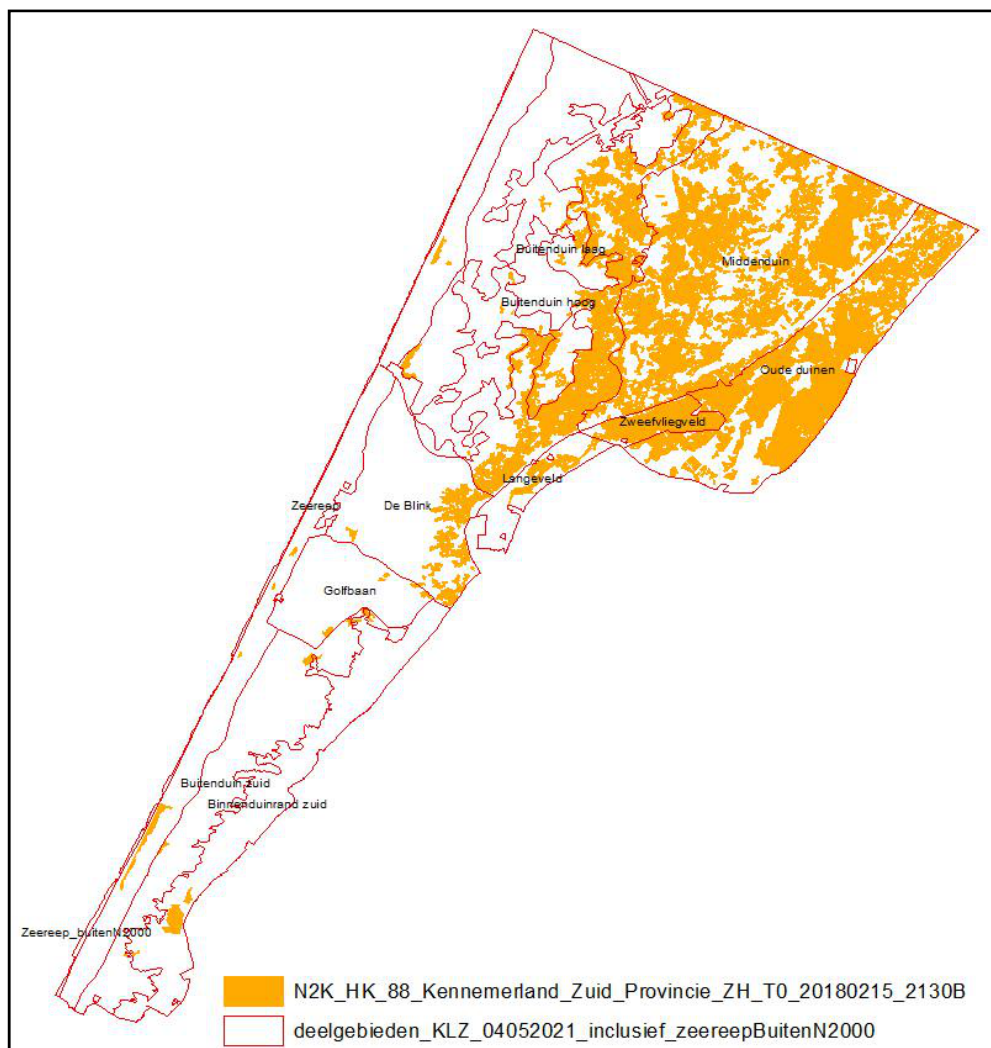 Buitenduin laag
Middenduin
Buitenduin hoog
Oude duinen
Zweefvliegveld
Langeveld
Zeereep
De Blink
Golfbaan
Buitenduin zuid
Binnenduinrand zuid
Zeereep_buitenN2000
N2K_HK_88_Kennemerland_Zuid_Provincie_ZH_T0_20180215_2130B
deelgebieden_KLZ_04052021_inclusief_zeereepBuitenN2000